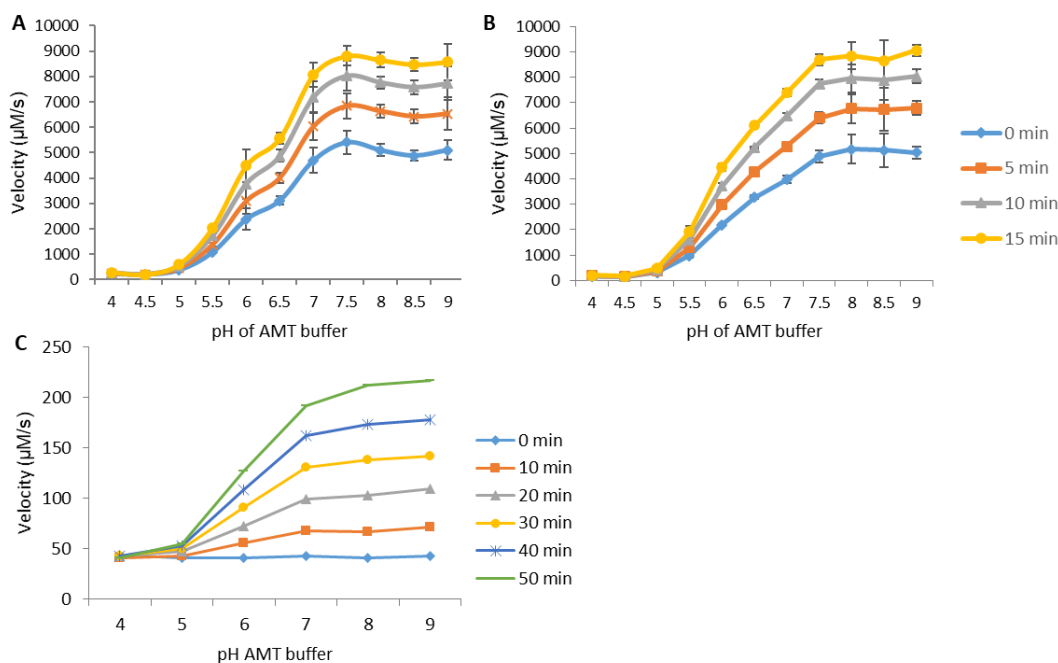 A
10000
9000
8000
7000
6000
5000
4000
3000
2000
1000
0
Velocity (µM/s)
4 4.5 5 5.5 6 6.5 7 7.5 8 8.5 9
pH of AMT buffer
B
10000
9000
8000
7000
6000
5000
4000
3000
2000
1000
0
Velocity (µM/s)
4 4.5 5 5.5 6 6.5 7 7.5 8 8.5 9
pH of AMT buffer
0 min
5 min
10 min
15 min
C
250
200
150
100
50
0
Velocity (µM/s)
4 5 6 7 8 9
pH AMT buffer
0 min
10 min
20 min
30 min
40 min
50 min